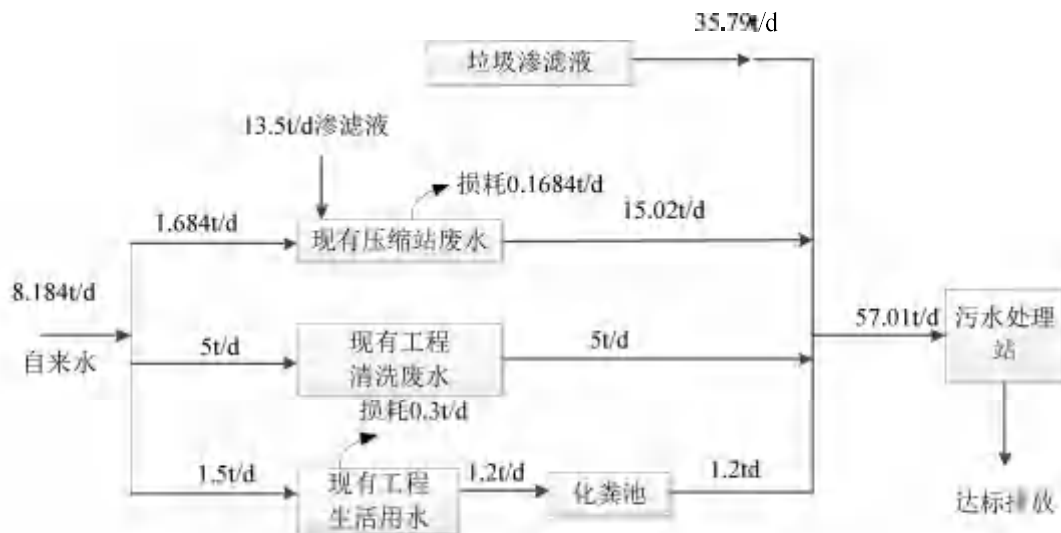 35.79t/d
垃圾渗滤液
13.5t/d渗滤液
损耗0.1684t/d
1.684t/d
现有压缩站废水
15.02t/d
8.184t/d
自来水
5t/d
现有工程
清洗废水
5t/d
57.01t/d
污水处理
站
损耗0.3t/d
1.5t/d
现有工程
生活用水
1.2t/d
化粪池
1.2td
达标排放